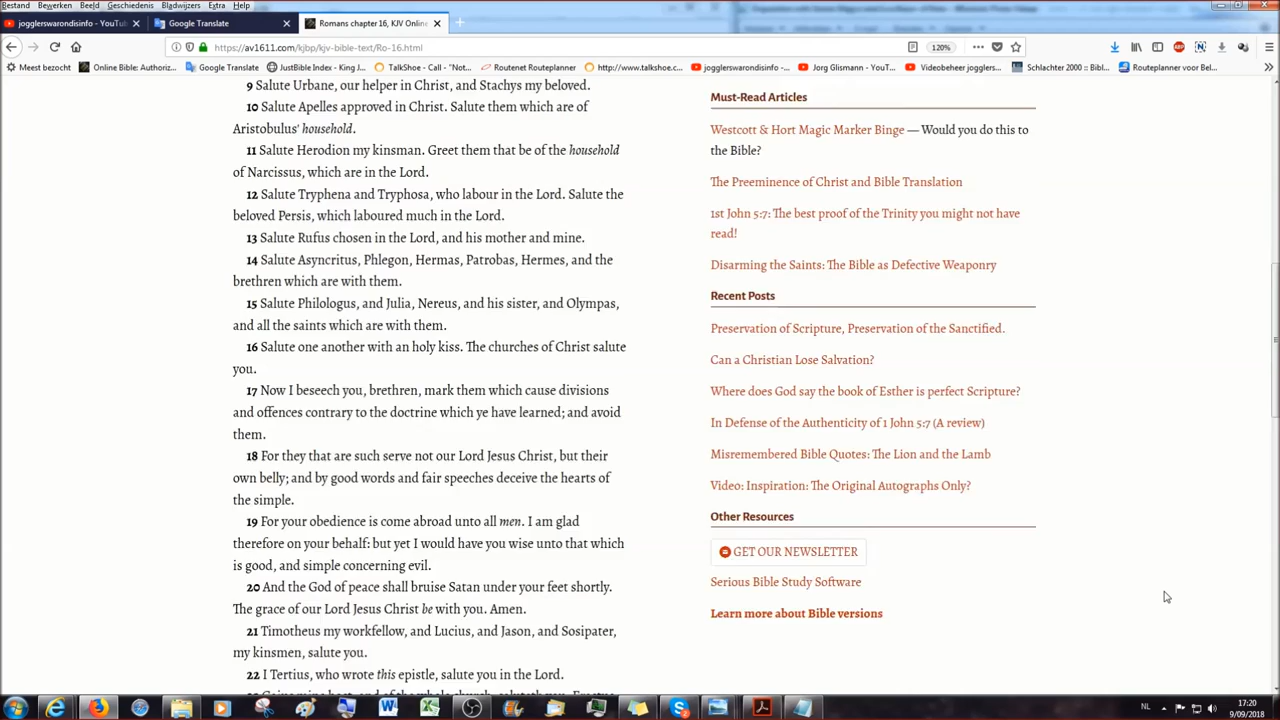 Bestand Bewerken Beeld Geschiedenis Bladwijzers Extra Help
jogglerswarondisinfo - YouTu
Google Translate
Romans chapter 16, KJV Online
https://av1611.com/kjbp/kjv-bible-text/Ro-16.html
120%
Meest bezocht
Online Bible: Authoriz...
Google Translate
JustBible Index - King J...
TalkShoe - Call - "Not...
Routenet Routeplanner
http://www.talkshoe.c...
jogglerswarondisinfo - ...
Jorg Glismann - YouT...
Videobeheer jogglers...
Schlachter 2000 :: Bibl...
Routeplanner voor Bel...
9 Salute Urbane, our helper in Christ, and Stachys my beloved.
10 Salute Apelles approved in Christ. Salute them which are of
Aristobulus' household.
11 Salute Herodion my kinsman. Greet them that be of the household
of Narcissus, which are in the Lord.
12 Salute Tryphena and Tryphosa, who labour in the Lord. Salute the
beloved Persis, which laboured much in the Lord.
13 Salute Rufus chosen in the Lord, and his mother and mine.
14 Salute Asyncritus, Phlegon, Hermas, Patrobas, Hermes, and the
brethren which are with them.
15 Salute Philologus, and Julia, Nereus, and his sister, and Olympas,
and all the saints which are with them.
16 Salute one another with an holy kiss. The churches of Christ salute
you.
17 Now I beseech you, brethren, mark them which cause divisions
and offences contrary to the doctrine which ye have learned; and avoid
them.
18 For they that are such serve not our Lord Jesus Christ, but their
own belly; and by good words and fair speeches deceive the hearts of
the simple.
19 For your obedience is come abroad unto all men. I am glad
therefore on your behalf: but yet I would have you wise unto that which
is good, and simple concerning evil.
20 And the God of peace shall bruise Satan under your feet shortly.
The grace of our Lord Jesus Christ be with you. Amen.
21 Timotheus my workfellow, and Lucius, and Jason, and Sosipater,
my kinsmen, salute you.
22 I Tertius, who wrote this epistle, salute you in the Lord.
Must-Read Articles
Westcott & Hort Magic Marker Binge — Would you do this to
the Bible?
The Preeminence of Christ and Bible Translation
1st John 5:7: The best proof of the Trinity you might not have
read!
Disarming the Saints: The Bible as Defective Weaponry
Recent Posts
Preservation of Scripture, Preservation of the Sanctified.
Can a Christian Lose Salvation?
Where does God say the book of Esther is perfect Scripture?
In Defense of the Authenticity of 1 John 5:7 (A review)
Misremembered Bible Quotes: The Lion and the Lamb
Video: Inspiration: The Original Autographs Only?
Other Resources
GET OUR NEWSLETTER
Serious Bible Study Software
Learn more about Bible versions
NL
17:20
9/09/2018